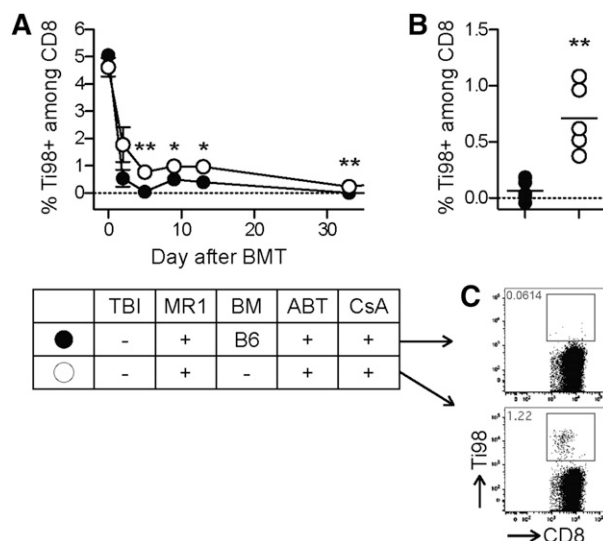 A
% Ti98+ among CD8
6
5
4
3
2
1
0
** * * **
0 10 20 30
Day after BMT
B
% Ti98+ among CD8
1.5
1.0
0.5
0.0
**
TBI MR1 BM ABT CsA
- + B6 + +
- + - + +
C
0.0614
1.22
Ti98
CD8